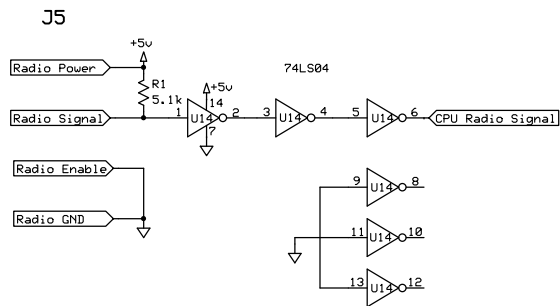 J5
+5v
Radio Power
R1
5.1k
+5v
74LS04
Radio Signal
1 U14 14 7 2
3 U14 4
5 U14 6
CPU Radio Signal
Radio Enable
Radio GND
9 U14 8
11 U14 10
13 U14 12